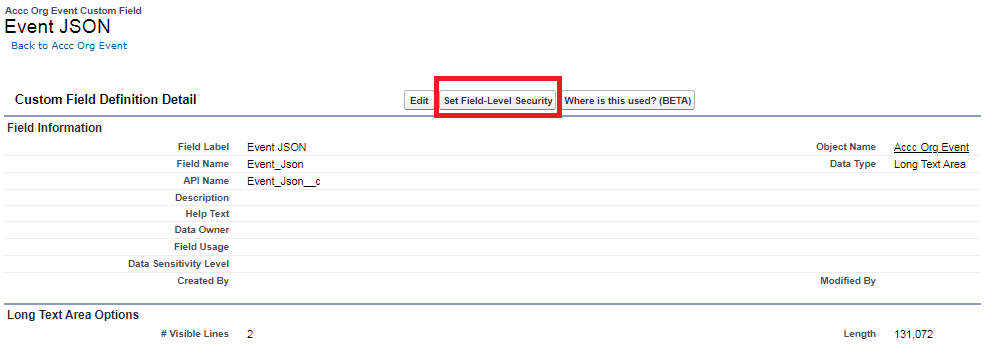 Accc Org Event Custom Field
Event JSON
Back to Accc Org Event
Custom Field Definition Detail Edit Set Field-Level Security Where is this used? (BETA)
Field Information
Field Label Event JSON Object Name Accc Org Event
Field Name Event_Json Data Type Long Text Area
API Name Event_Json__c
Description
Help Text
Data Owner
Field Usage
Data Sensitivity Level
Created By Modified By
Long Text Area Options
# Visible Lines 2 Length 131,072